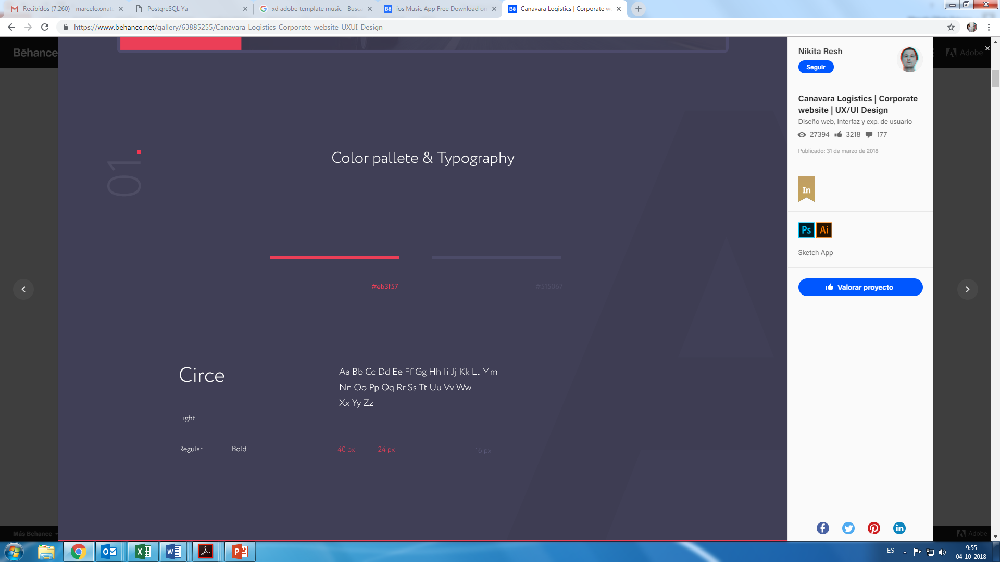 Recibidos (7.260) - marcelo.onate
PostgreSQL Ya
xd adobe template music - Busca
ios Music App Free Download on
Canavara Logistics | Corporate we
https://www.behance.net/gallery/63885255/Canavara-Logistics-Corporate-website-UXUI-Design
Bēhance
Adobe
01.
Color pallete & Typography
#eb3f57
#515067
Circe
Aa Bb Cc Dd Ee Ff Gg Hh Ii Jj Kk Ll Mm
Nn Oo Pp Qq Rr Ss Tt Uu Vv Ww
Xx Yy Zz
Light
Regular
Bold
40 px
24 px
16 px
Nikita Resh
Seguir
Canavara Logistics | Corporate
website | UX/UI Design
Diseño web, Interfaz y exp. de usuario
27394
3218
177
Publicado: 31 de marzo de 2018
In
Ps
Ai
Sketch App
Valorar proyecto
Más Behance
Adobe
ES
9:55
04-10-2018